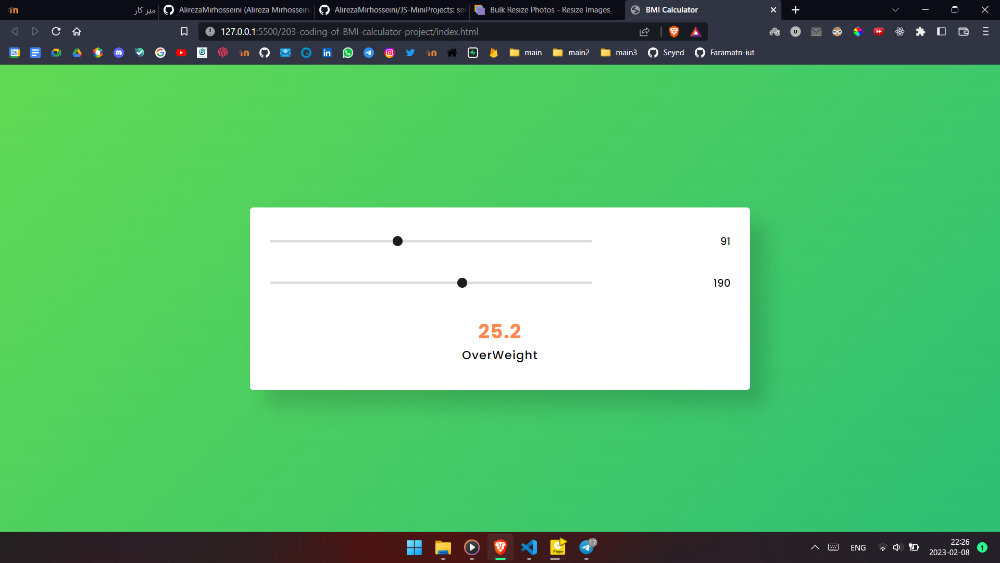 میز کار
AlirezaMirhosseini (Alireza Mirhossein
AlirezaMirhosseini/JS-MiniProjects: so
Bulk Resize Photos - Resize Images
BMI Calculator
127.0.0.1:5500/203-coding-of-BMI-calculator-project/index.html
main
main2
main3
Seyed
Faramatn-iut
91
190
25.2
OverWeight
ENG
22:26
2023-02-08
1